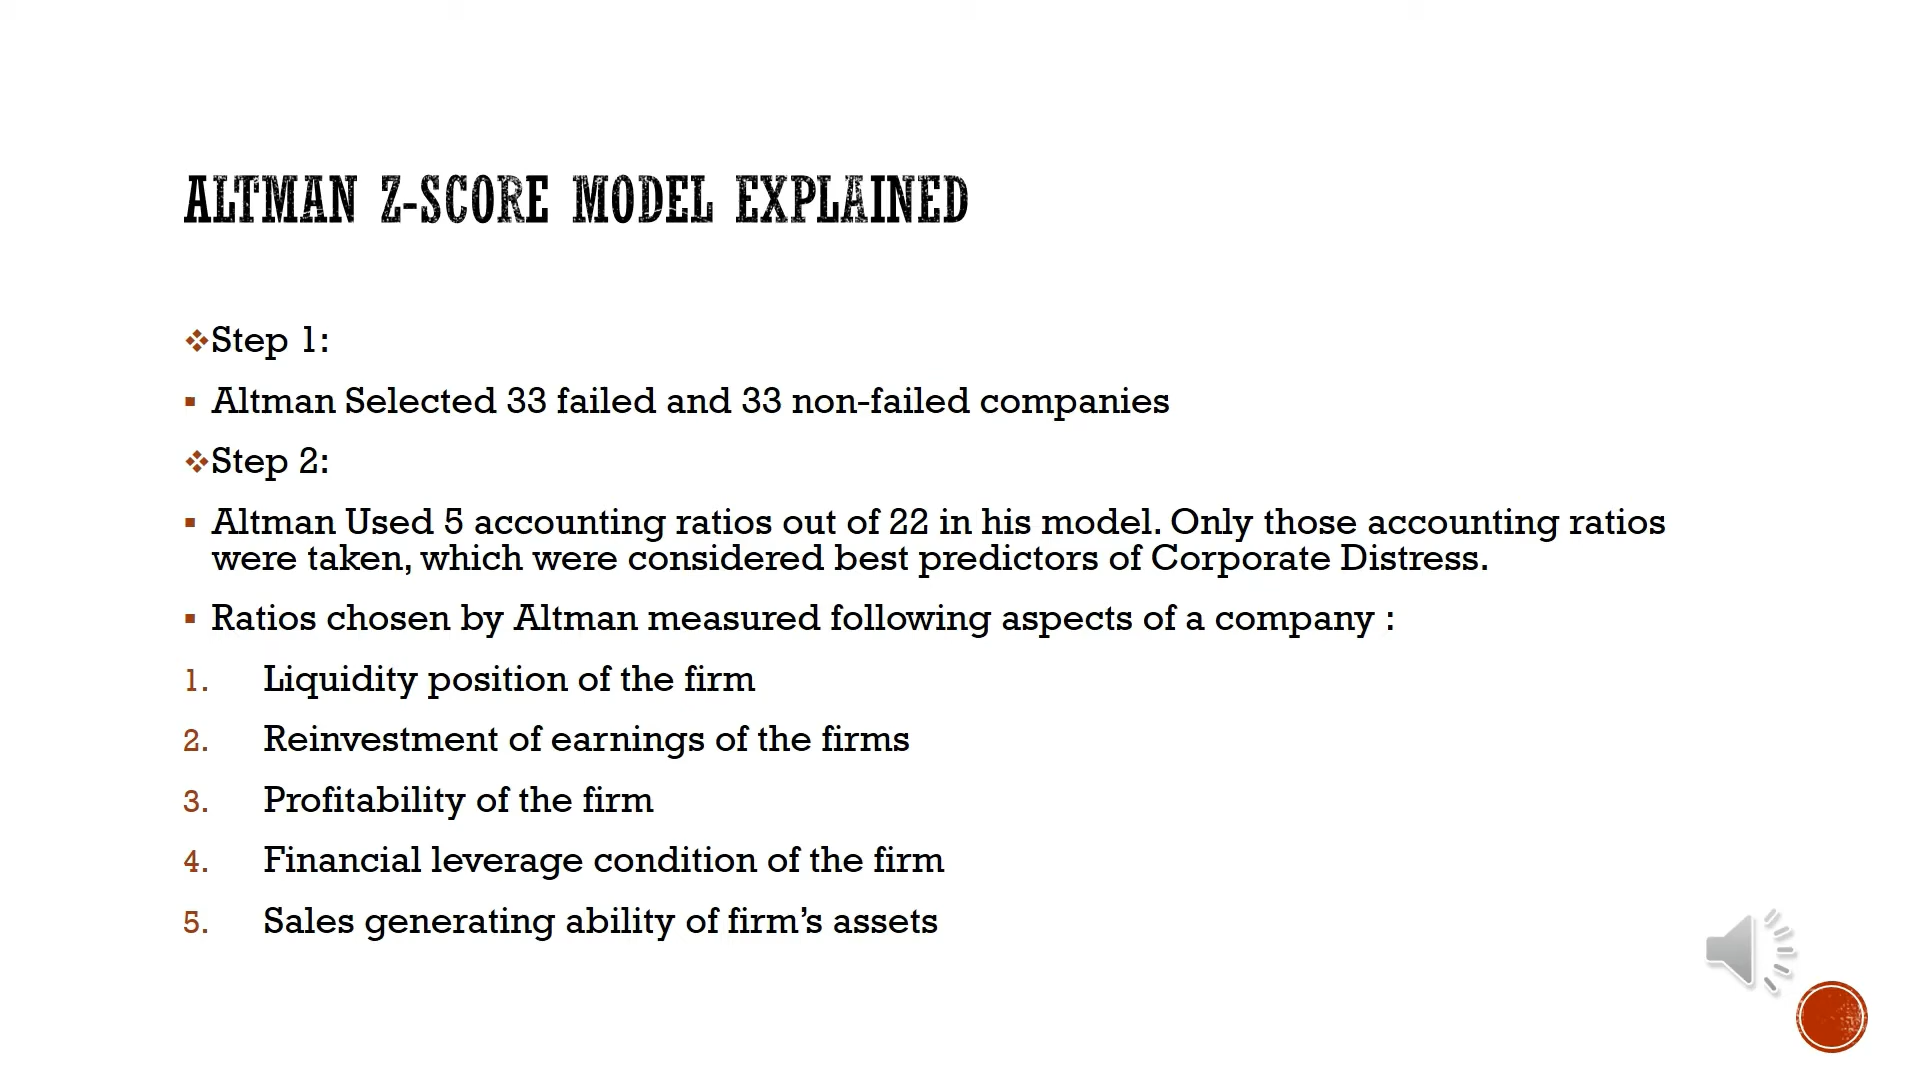 ALTMAN Z-SCORE MODEL EXPLAINED
❖Step 1:
▪ Altman Selected 33 failed and 33 non-failed companies
❖Step 2:
▪ Altman Used 5 accounting ratios out of 22 in his model. Only those accounting ratios
were taken, which were considered best predictors of Corporate Distress.
▪ Ratios chosen by Altman measured following aspects of a company :
1. Liquidity position of the firm
2. Reinvestment of earnings of the firms
3. Profitability of the firm
4. Financial leverage condition of the firm
5. Sales generating ability of firm’s assets